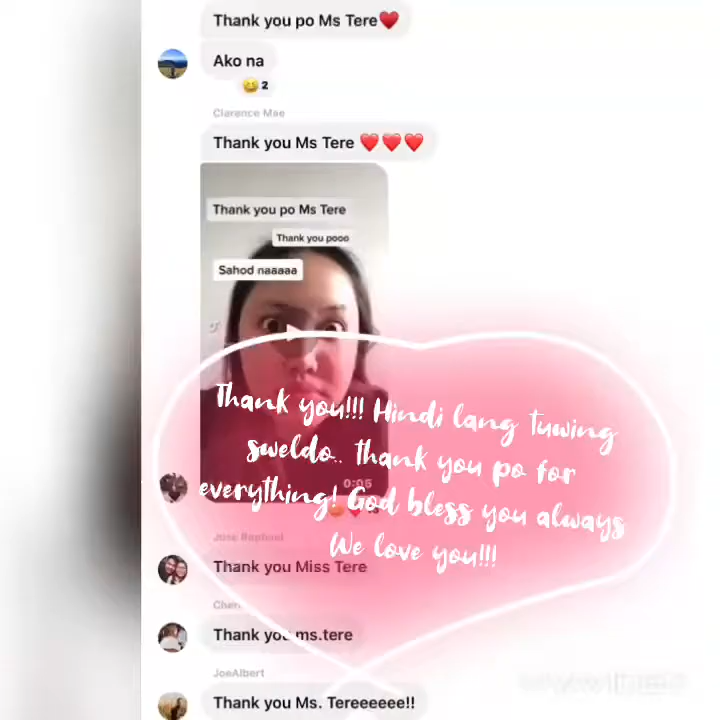 Thank you po Ms Tere❤️
Ako na
😆 2
Clarance Mae
Thank you Ms Tere ❤️❤️❤️
Thank you po Ms Tere
Thank you pooo
Sahod naaaaa
Thank you!!! Hindi lang tuwing
sweldo.. thank you po for
everything! God bless you always
We love you!!!
0:05
Jose Raphael
Thank you Miss Tere
Cher
Thank you ms.tere
JoeAlbert
Thank you Ms. Tereeeeee!!